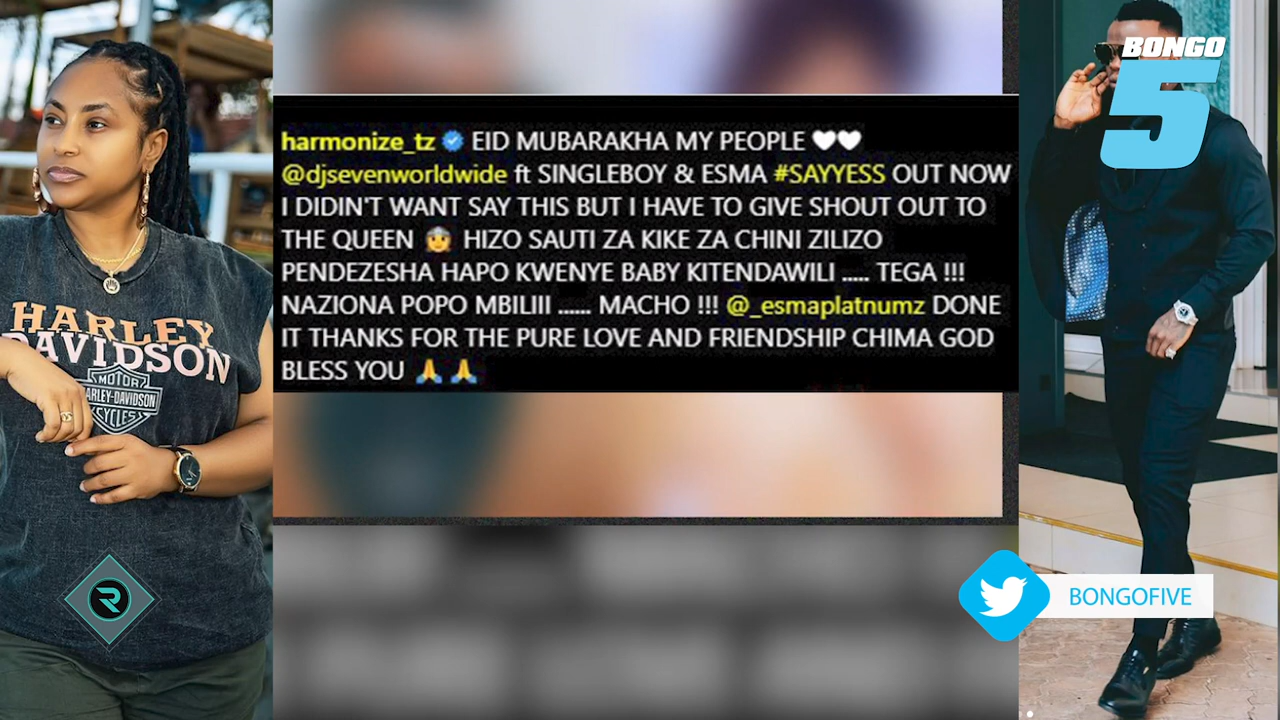 BONGO
5
harmonize_tz EID MUBARAKHA MY PEOPLE 🤍🤍
@djsevenworldwide ft SINGLEBOY & ESMA #SAYYESS OUT NOW
I DIDIN'T WANT SAY THIS BUT I HAVE TO GIVE SHOUT OUT TO
THE QUEEN 👸 HIZO SAUTI ZA KIKE ZA CHINI ZILIZO
PENDEZESHA HAPO KWENYE BABY KITENDAWILI ..... TEGA !!!
NAZIONA POPO MBILIII ...... MACHO !!! @_esmaplatnumz DONE
IT THANKS FOR THE PURE LOVE AND FRIENDSHIP CHIMA GOD
BLESS YOU 🙏 🙏
HARLEY
DAVIDSON
MOTOR
HARLEY-DAVIDSON
CYCLES
R
BONGOFIVE